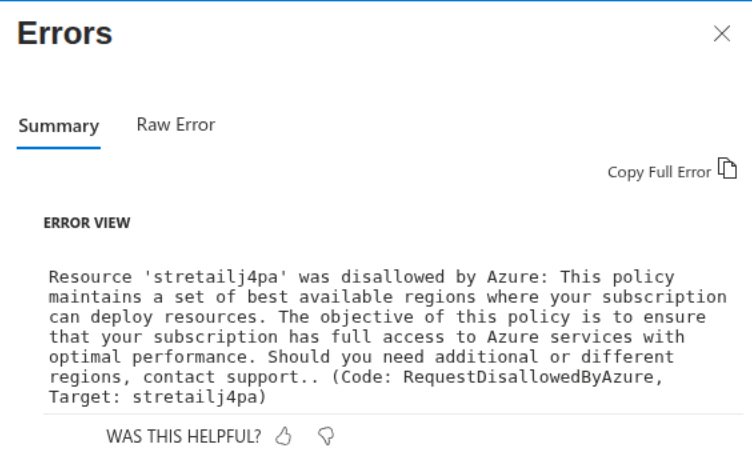 Errors
Summary Raw Error
Copy Full Error
ERROR VIEW
Resource 'stretailj4pa' was disallowed by Azure: This policy
maintains a set of best available regions where your subscription
can deploy resources. The objective of this policy is to ensure
that your subscription has full access to Azure services with
optimal performance. Should you need additional or different
regions, contact support.. (Code: RequestDisallowedByAzure,
Target: stretailj4pa)
WAS THIS HELPFUL?